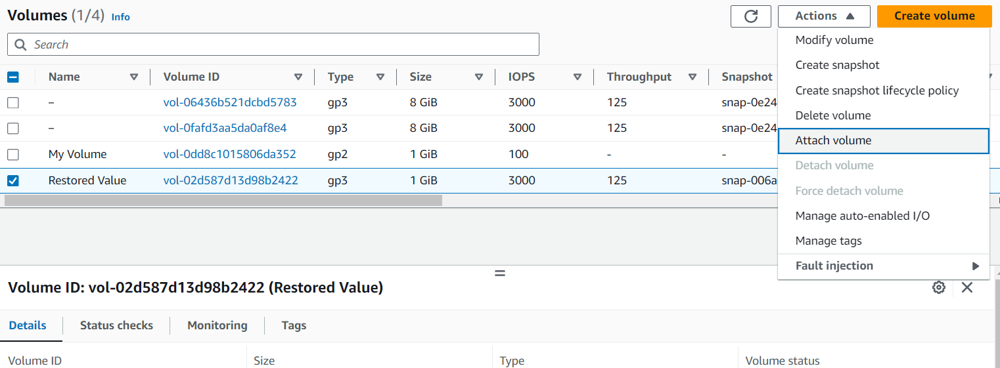 Volumes (1/4) Info
Actions
Create volume
Search
Modify volume
Create snapshot
Create snapshot lifecycle policy
Delete volume
Attach volume
Detach volume
Force detach volume
Manage auto-enabled I/O
Manage tags
Fault injection
Name Volume ID Type Size IOPS Throughput Snapshot
– vol-06436b521dcbd5783 gp3 8 GiB 3000 125 snap-0e24
– vol-0fafd3aa5da0af8e4 gp3 8 GiB 3000 125 snap-0e24
My Volume vol-0dd8c1015806da352 gp2 1 GiB 100 - -
Restored Value vol-02d587d13d98b2422 gp3 1 GiB 3000 125 snap-006a
Volume ID: vol-02d587d13d98b2422 (Restored Value)
Details Status checks Monitoring Tags
Volume ID Size Type Volume status